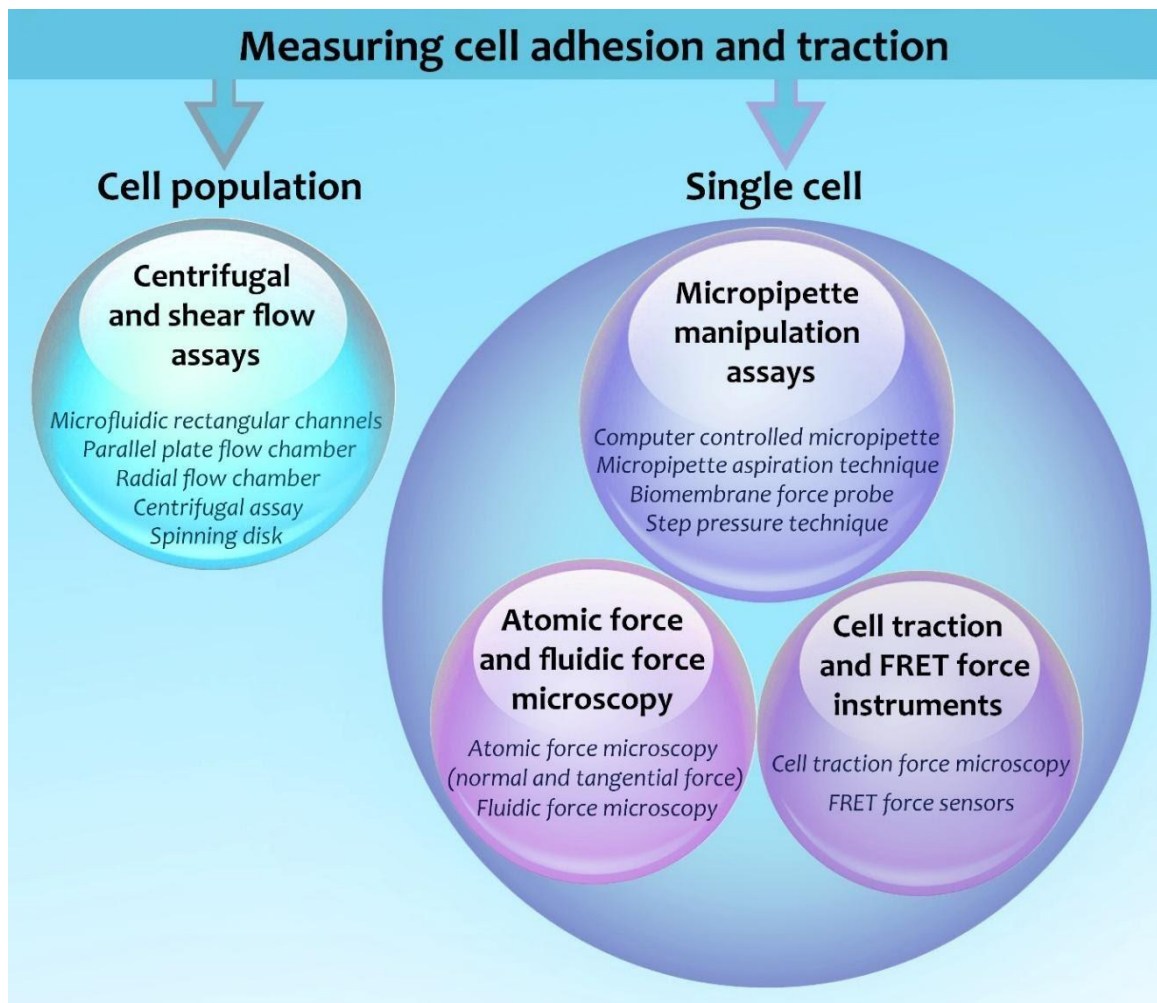 Measuring cell adhesion and traction
Cell population
Centrifugal
and shear flow
assays
Microfluidic rectangular channels
Parallel plate flow chamber
Radial flow chamber
Centrifugal assay
Spinning disk
Single cell
Micropipette
manipulation
assays
Computer controlled micropipette
Micropipette aspiration technique
Biomembrane force probe
Step pressure technique
Atomic force
and fluidic force
microscopy
Atomic force microscopy
(normal and tangential force)
Fluidic force microscopy
Cell traction
and FRET force
instruments
Cell traction force microscopy
FRET force sensors